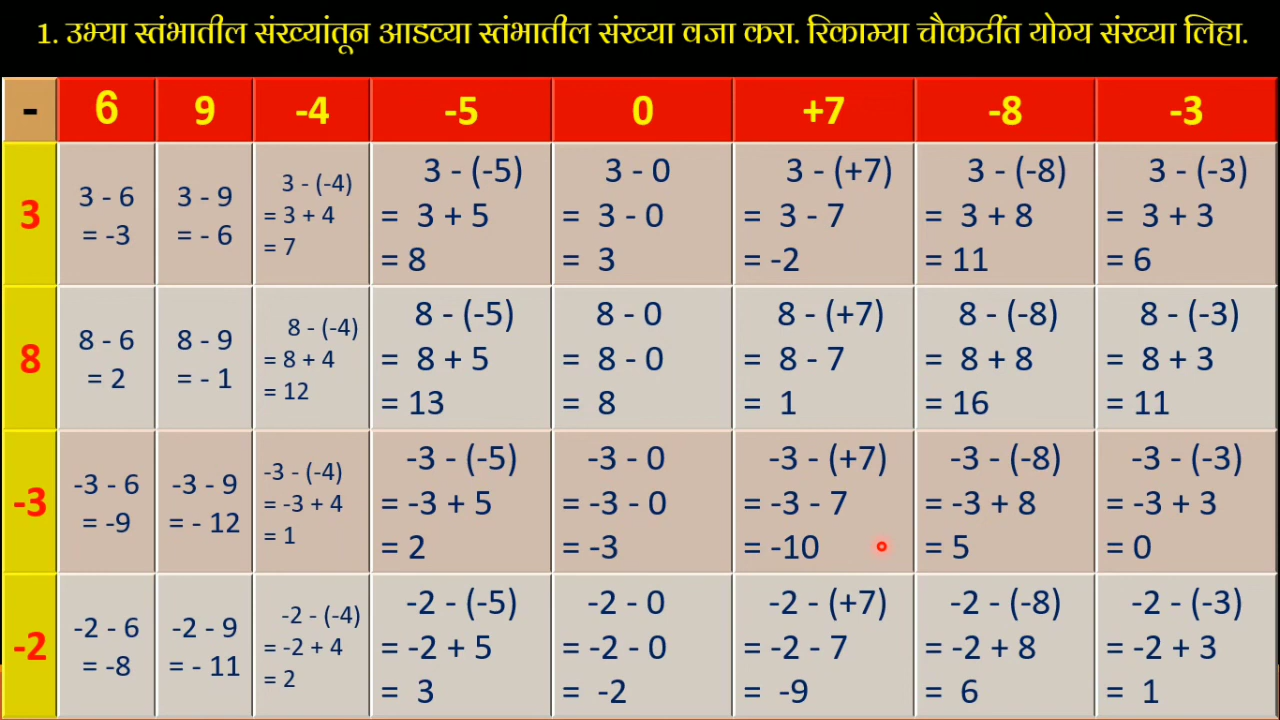 1. उभ्या स्तंभातील संख्यांतून आडव्या स्तंभातील संख्या वजा करा. रिकाम्या चौकटींत योग्य संख्या लिहा.
- 6 9 -4 -5 0 +7 -8 -3
3
3 - 6
= -3
3 - 9
= - 6
3 - (-4)
= 3 + 4
= 7
3 - (-5)
= 3 + 5
= 8
3 - 0
= 3 - 0
= 3
3 - (+7)
= 3 - 7
= -2
3 - (-8)
= 3 + 8
= 11
3 - (-3)
= 3 + 3
= 6
8
8 - 6
= 2
8 - 9
= - 1
8 - (-4)
= 8 + 4
= 12
8 - (-5)
= 8 + 5
= 13
8 - 0
= 8 - 0
= 8
8 - (+7)
= 8 - 7
= 1
8 - (-8)
= 8 + 8
= 16
8 - (-3)
= 8 + 3
= 11
-3
-3 - 6
= -9
-3 - 9
= - 12
-3 - (-4)
= -3 + 4
= 1
-3 - (-5)
= -3 + 5
= 2
-3 - 0
= -3 - 0
= -3
-3 - (+7)
= -3 - 7
= -10
-3 - (-8)
= -3 + 8
= 5
-3 - (-3)
= -3 + 3
= 0
-2
-2 - 6
= -8
-2 - 9
= - 11
-2 - (-4)
= -2 + 4
= 2
-2 - (-5)
= -2 + 5
= 3
-2 - 0
= -2 - 0
= -2
-2 - (+7)
= -2 - 7
= -9
-2 - (-8)
= -2 + 8
= 6
-2 - (-3)
= -2 + 3
= 1